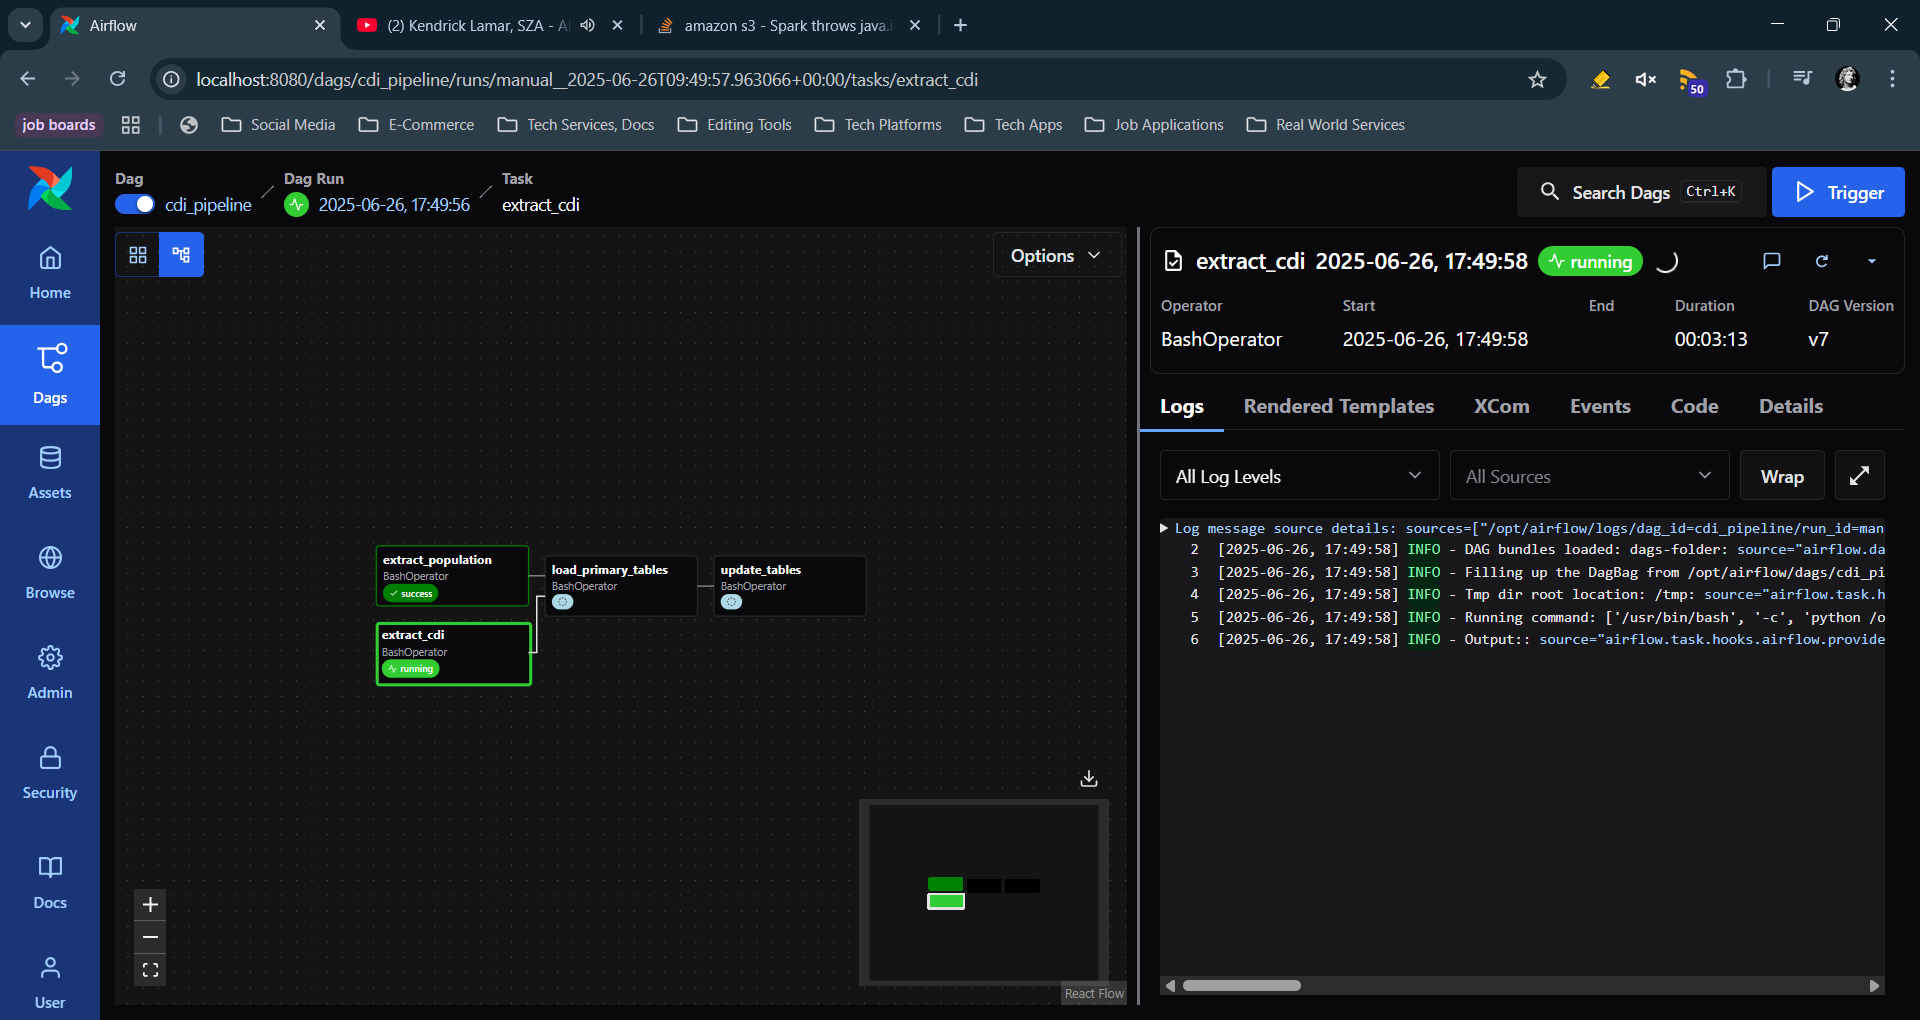 Airflow
(2) Kendrick Lamar, SZA - Al
amazon s3 - Spark throws java.i
localhost:8080/dags/cdi_pipeline/runs/manual__2025-06-26T09:49:57.963066+00:00/tasks/extract_cdi
50
job boards
Social Media
E-Commerce
Tech Services, Docs
Editing Tools
Tech Platforms
Tech Apps
Job Applications
Real World Services
Home
Dags
Assets
Browse
Admin
Security
Docs
User
Dag
cdi_pipeline
Dag Run
2025-06-26, 17:49:56
Task
extract_cdi
Search Dags Ctrl+K
Trigger
Options
extract_population
BashOperator
success
extract_cdi
BashOperator
running
load_primary_tables
BashOperator
update_tables
BashOperator
React Flow
extract_cdi 2025-06-26, 17:49:58 running
Operator Start End Duration DAG Version
BashOperator 2025-06-26, 17:49:58 00:03:13 v7
Logs Rendered Templates XCom Events Code Details
All Log Levels
All Sources
Wrap
Log message source details: sources=["/opt/airflow/logs/dag_id=cdi_pipeline/run_id=man
2 [2025-06-26, 17:49:58] INFO - DAG bundles loaded: dags-folder: source="airflow.da
3 [2025-06-26, 17:49:58] INFO - Filling up the DagBag from /opt/airflow/dags/cdi_pi
4 [2025-06-26, 17:49:58] INFO - Tmp dir root location: /tmp: source="airflow.task.h
5 [2025-06-26, 17:49:58] INFO - Running command: ['/usr/bin/bash', '-c', 'python /o
6 [2025-06-26, 17:49:58] INFO - Output:: source="airflow.task.hooks.airflow.provide